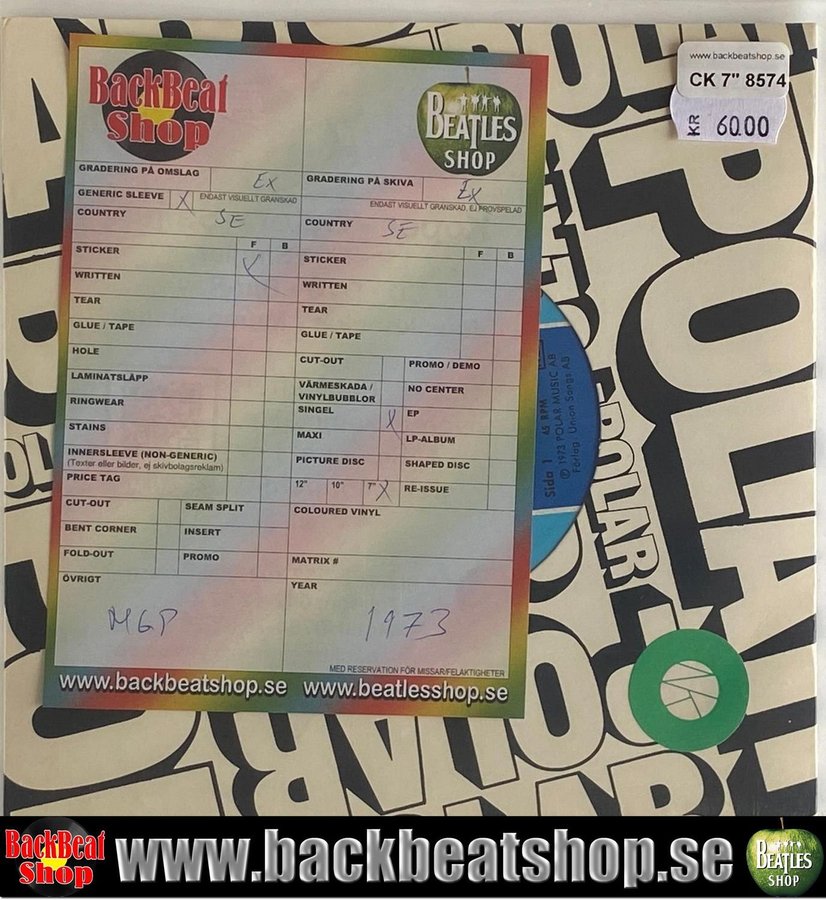 POLAR
www.backbeatshop.se
CK 7" 8574
KR 60.00
BackBeat
Shop
BEATLES
SHOP
GRADERING PÅ OMSLAG Ex
GENERIC SLEEVE X ENDAST VISUELLT GRANSKAD
COUNTRY SE
F B
STICKER X
WRITTEN
TEAR
GLUE / TAPE
HOLE
LAMINATSLÄPP
RINGWEAR
STAINS
INNERSLEEVE (NON-GENERIC)
(Texter eller bilder, ej skivbolagsreklam)
PRICE TAG
CUT-OUT SEAM SPLIT
BENT CORNER INSERT
FOLD-OUT PROMO
ÖVRIGT
MGP
GRADERING PÅ SKIVA Ex
ENDAST VISUELLT GRANSKAD, EJ PROVSPELAD
COUNTRY SE
F B
STICKER
WRITTEN
TEAR
GLUE / TAPE
CUT-OUT PROMO / DEMO
VÄRMESKADA /
VINYLBUBBLOR NO CENTER
SINGEL X EP
MAXI LP-ALBUM
PICTURE DISC SHAPED DISC
12" 10" 7" X RE-ISSUE
COLOURED VINYL
MATRIX #
YEAR
1973
MED RESERVATION FÖR MISSAR/FELAKTIGHETER
www.backbeatshop.se www.beatlesshop.se
Sida 1 45 RPM
℗ 1973 POLAR MUSIC AB
Förlag: Union Songs AB
POLAR
POLAR
BackBeat
Shop
www.backbeatshop.se
BEATLES
SHOP